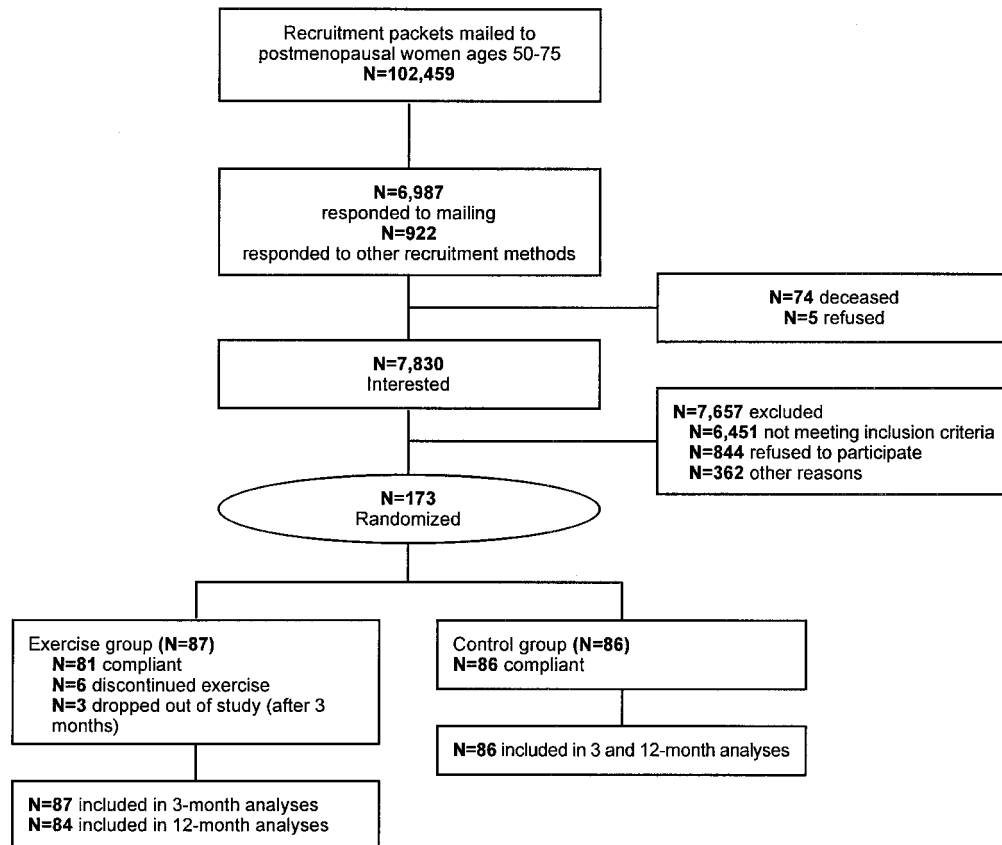 Recruitment packets mailed to
postmenopausal women ages 50-75
N=102,459
N=6,987
responded to mailing
N=922
responded to other recruitment methods
N=74 deceased
N=5 refused
N=7,830
Interested
N=7,657 excluded
N=6,451 not meeting inclusion criteria
N=844 refused to participate
N=362 other reasons
N=173
Randomized
Exercise group (N=87)
N=81 compliant
N=6 discontinued exercise
N=3 dropped out of study (after 3
months)
Control group (N=86)
N=86 compliant
N=86 included in 3 and 12-month analyses
N=87 included in 3-month analyses
N=84 included in 12-month analyses